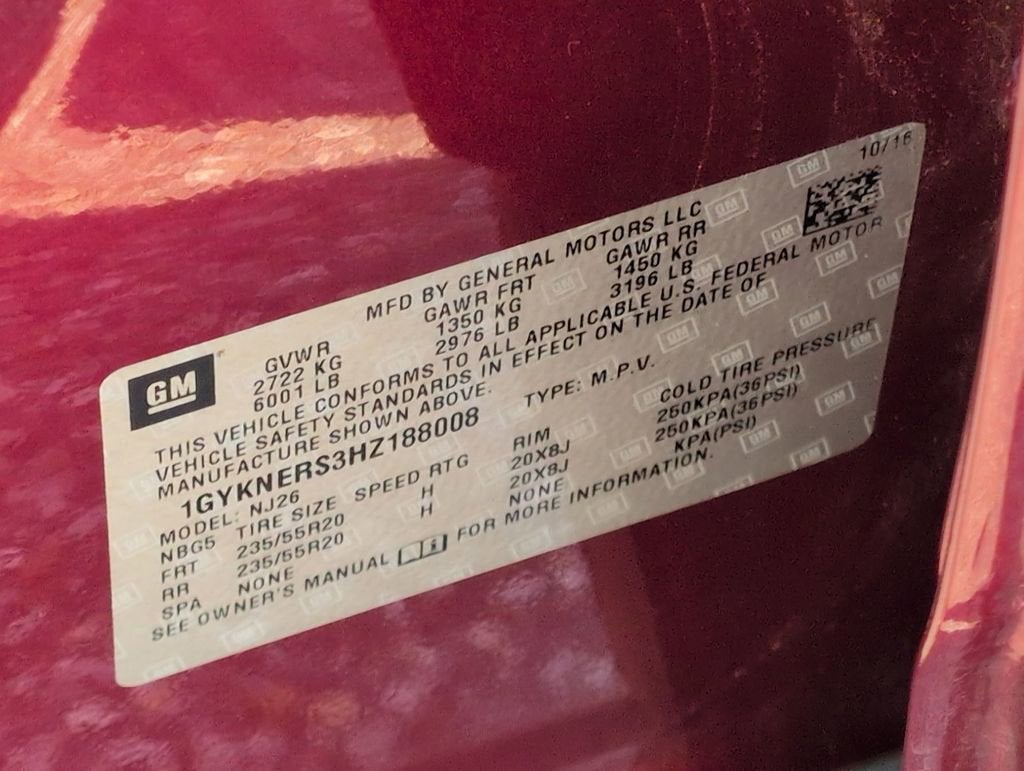 10/16
MFD BY GENERAL MOTORS LLC
GM
GVWR GAWR FRT GAWR RR
2722 KG 1350 KG 1450 KG
6001 LB 2976 LB 3196 LB
THIS VEHICLE CONFORMS TO ALL APPLICABLE U.S. FEDERAL MOTOR
VEHICLE SAFETY STANDARDS IN EFFECT ON THE DATE OF
MANUFACTURE SHOWN ABOVE.
1GYKNERS3HZ188008 TYPE: M.P.V.
MODEL: NJ26
NBG5 TIRE SIZE SPEED RTG RIM COLD TIRE PRESSURE
FRT 235/55R20 H 20X8J 250KPA(36PSI)
RR 235/55R20 H 20X8J 250KPA(36PSI)
SPA NONE NONE KPA(PSI)
SEE OWNER'S MANUAL FOR MORE INFORMATION.